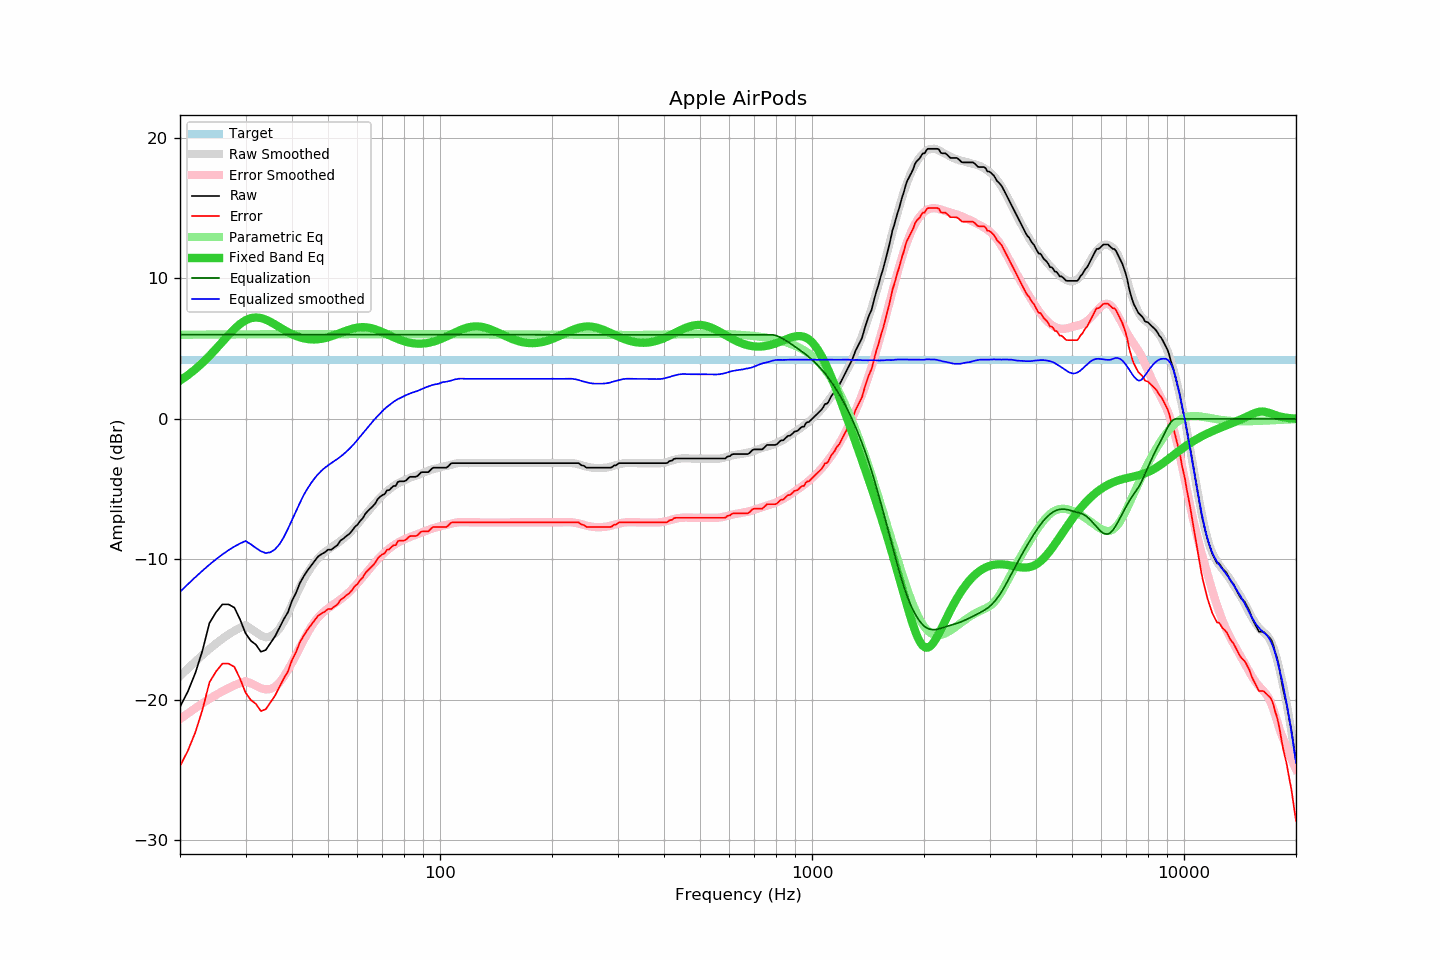 Apple AirPods
Target
Raw Smoothed
Error Smoothed
Raw
Error
Parametric Eq
Fixed Band Eq
Equalization
Equalized smoothed
20
10
0
−10
−20
−30
Amplitude (dBr)
100
1000
10000
Frequency (Hz)